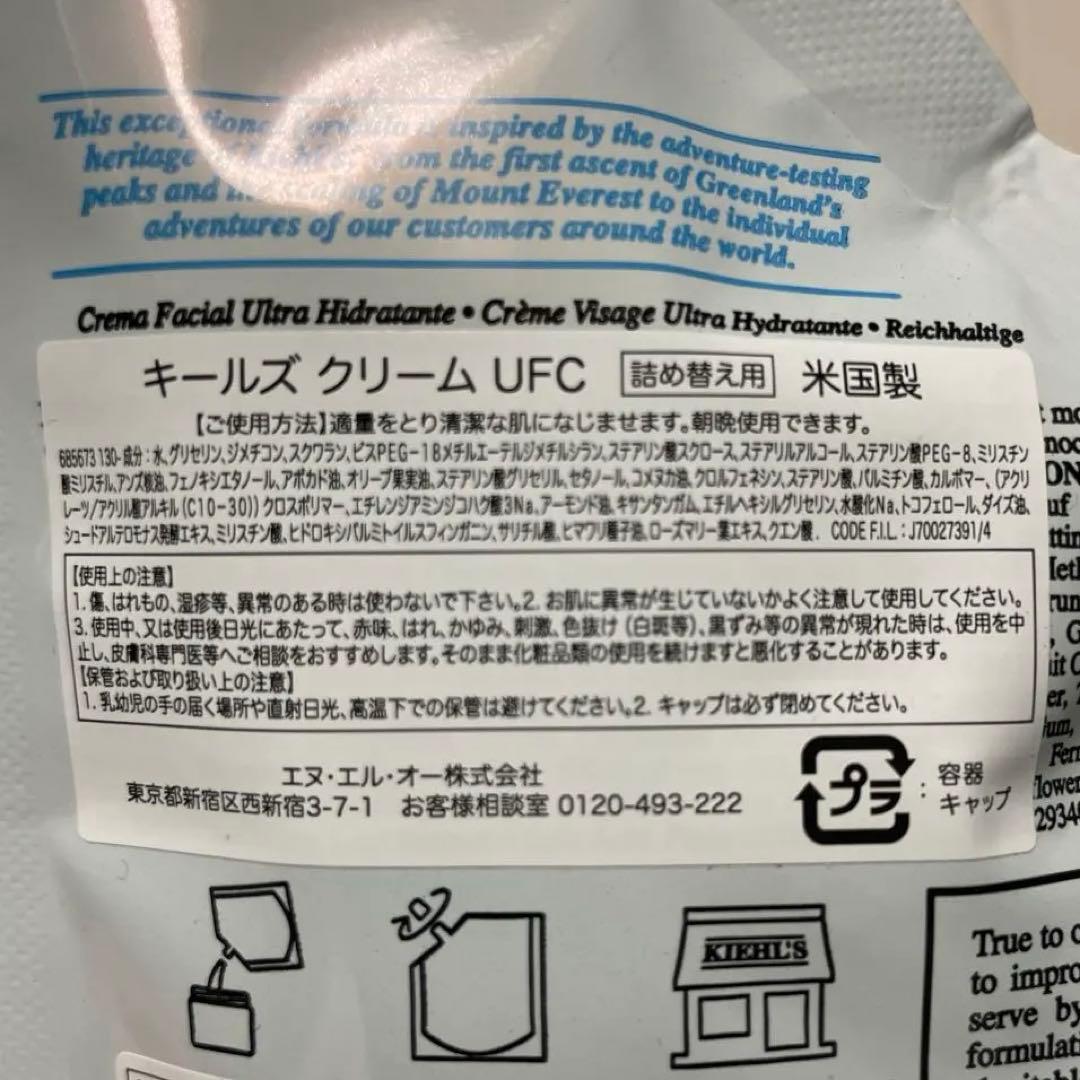 This exceptional formula is inspired by the adventure-testing
heritage of Kiehl's, from the first ascent of Greenland's
peaks and the scaling of Mount Everest to the individual
adventures of our customers around the world.
Crema Facial Ultra Hidratante • Crème Visage Ultra Hydratante • Reichhaltige
キールズ クリーム UFC 詰め替え用 米国製
【ご使用方法】適量をとり清潔な肌になじませます。朝晩使用できます。
685673 130- 成分：水、グリセリン、ジメチコン、スクワラン、ビスPEG-18メチルエーテルジメチルシラン、ステアリン酸スクロース、ステアリルアルコール、ステアリン酸PEG-8、ミリスチン
酸ミリスチル、アンズ核油、フェノキシエタノール、アボカド油、オリーブ果実油、ステアリン酸グリセリル、セタノール、コメヌカ油、クロルフェネシン、ステアリン酸、パルミチン酸、カルボマー、（アクリ
レーツ/アクリル酸アルキル（C10-30））クロスポリマー、エチレンジアミンジコハク酸3Na、アーモンド油、キサンタンガム、エチルヘキシルグリセリン、水酸化Na、トコフェロール、ダイズ油、
シュードアルテロモナス発酵エキス、ミリスチン酸、ヒドロキシパルミトイルスフィンガニン、サリチル酸、ヒマワリ種子油、ローズマリー葉エキス、クエン酸. CODE F.I.L.：J70027391/4
【使用上の注意】
1. 傷、はれもの、湿疹等、異常のある時は使わないで下さい。2. お肌に異常が生じていないかよく注意して使用してください。
3. 使用中、又は使用後日光にあたって、赤味、はれ、かゆみ、刺激、色抜け（白斑等）、黒ずみ等の異常が現れた時は、使用を中
止し、皮膚科専門医等へご相談をおすすめします。そのまま化粧品類の使用を続けますと悪化することがあります。
【保管および取り扱い上の注意】
1. 乳幼児の手の届く場所や直射日光、高温下での保管は避けてください。2. キャップは必ず閉めてください。
エヌ・エル・オー株式会社
東京都新宿区西新宿3-7-1 お客様相談室 0120-493-222
プラ : 容器
キャップ
KIEHL'S
True to
to impro
serve by
formulati